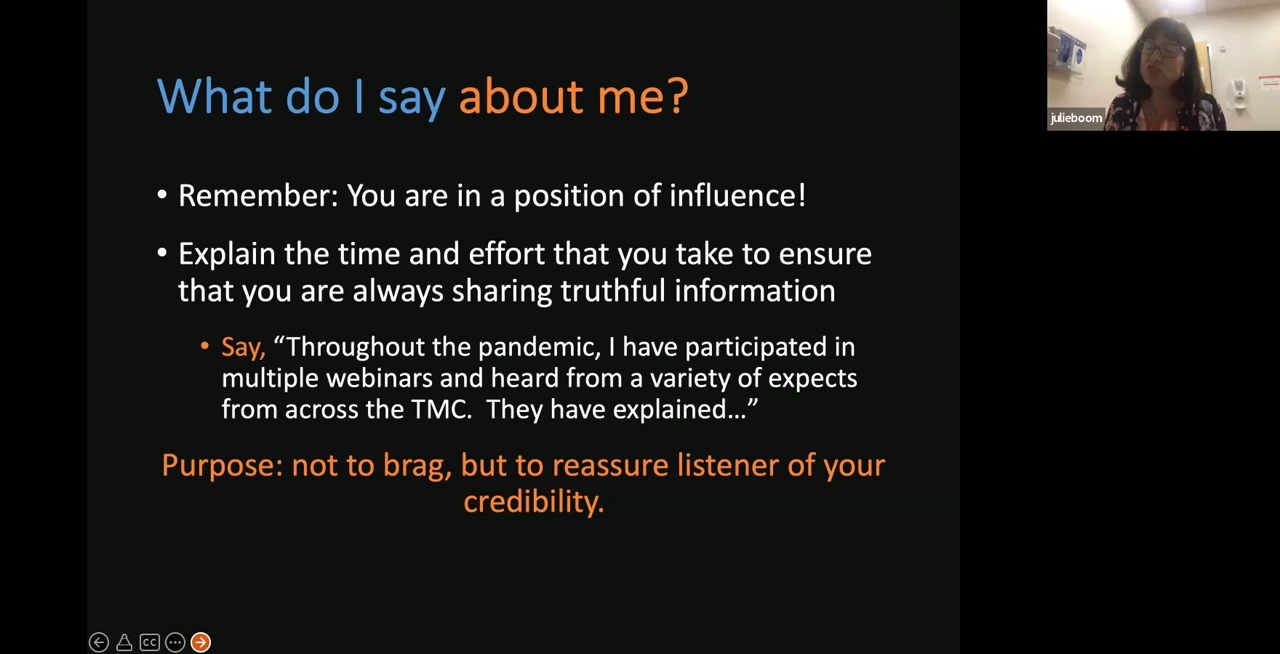 What do I say about me?
julieboom
• Remember: You are in a position of influence!
• Explain the time and effort that you take to ensure
that you are always sharing truthful information
• Say, “Throughout the pandemic, I have participated in
multiple webinars and heard from a variety of expects
from across the TMC.  They have explained…”
Purpose: not to brag, but to reassure listener of your
credibility.
CC